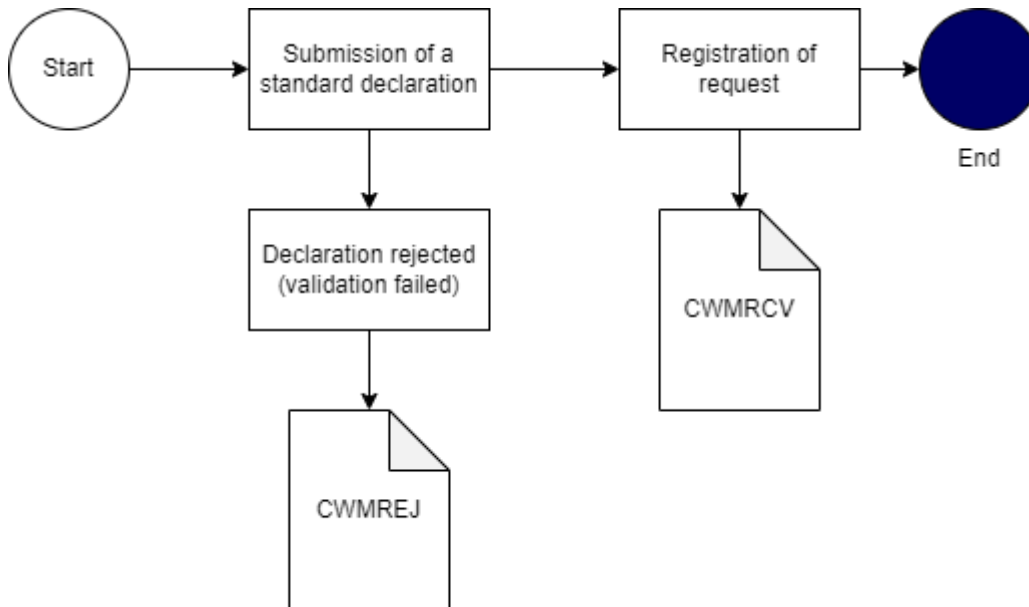 Start
Submission of a
standard declaration
Registration of
request
End
Declaration rejected
(validation failed)
CWMRCV
CWMREJ